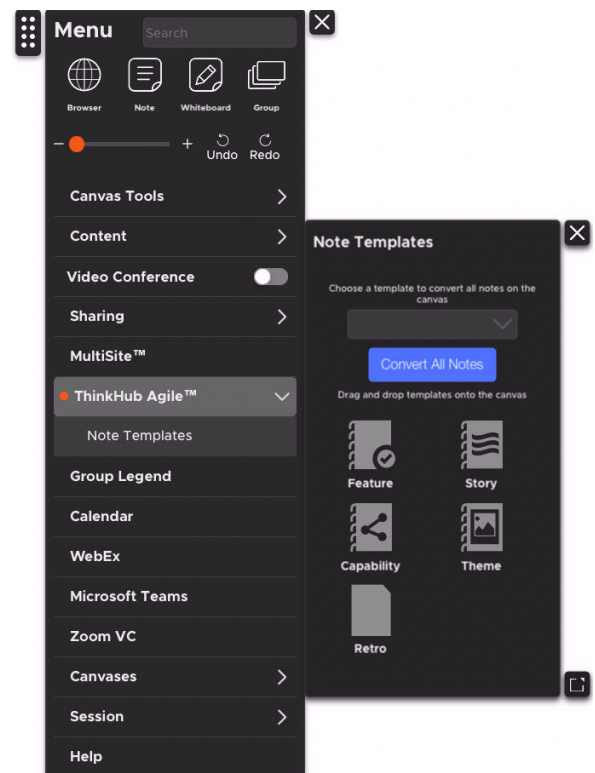 Menu
Search
Browser Note Whiteboard Group
− + Undo Redo
Canvas Tools
Content
Video Conference
Sharing
MultiSite™
ThinkHub Agile™
Note Templates
Group Legend
Calendar
WebEx
Microsoft Teams
Zoom VC
Canvases
Session
Help
Note Templates
Choose a template to convert all notes on the
canvas
Convert All Notes
Drag and drop templates onto the canvas
Feature Story
Capability Theme
Retro